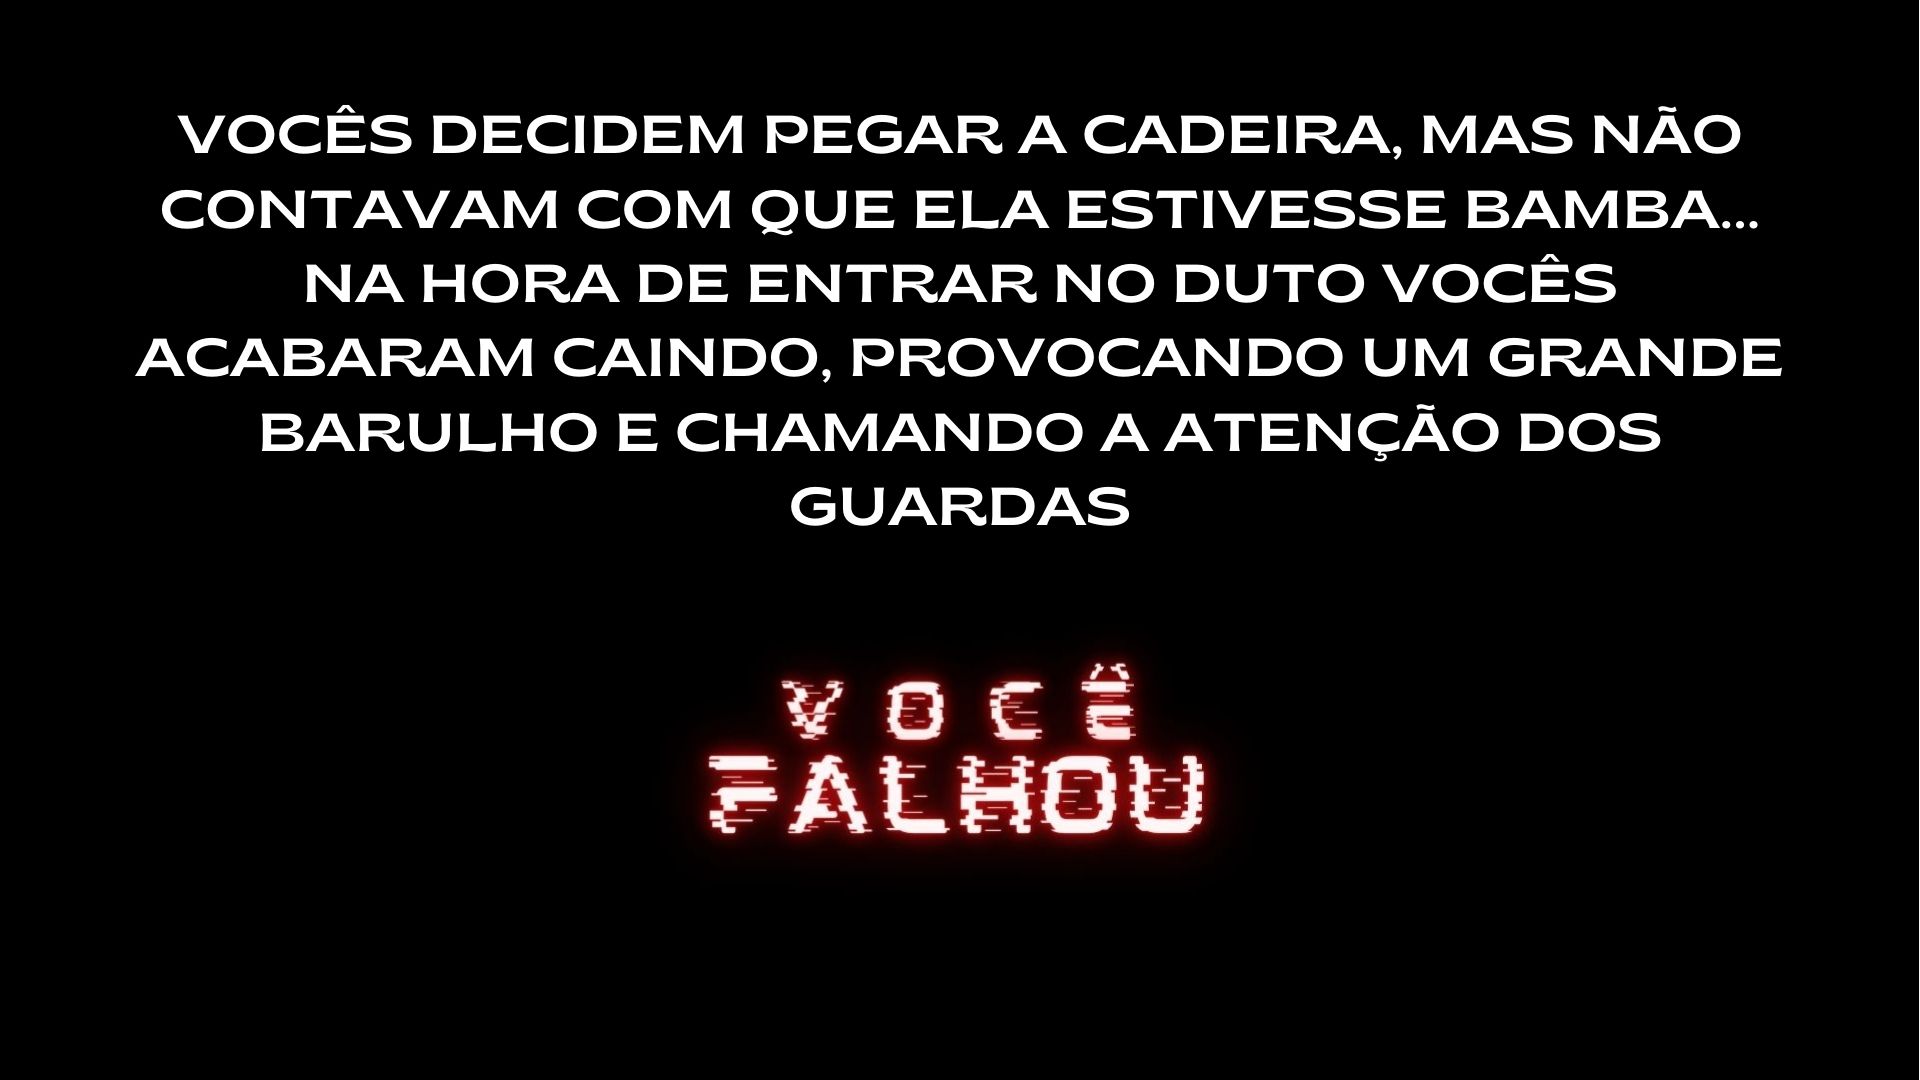 VOCÊS DECIDEM PEGAR A CADEIRA, MAS NÃO
CONTAVAM COM QUE ELA ESTIVESSE BAMBA...
NA HORA DE ENTRAR NO DUTO VOCÊS
ACABARAM CAINDO, PROVOCANDO UM GRANDE
BARULHO E CHAMANDO A ATENÇÃO DOS
GUARDAS
VOCÊ
FALHOU